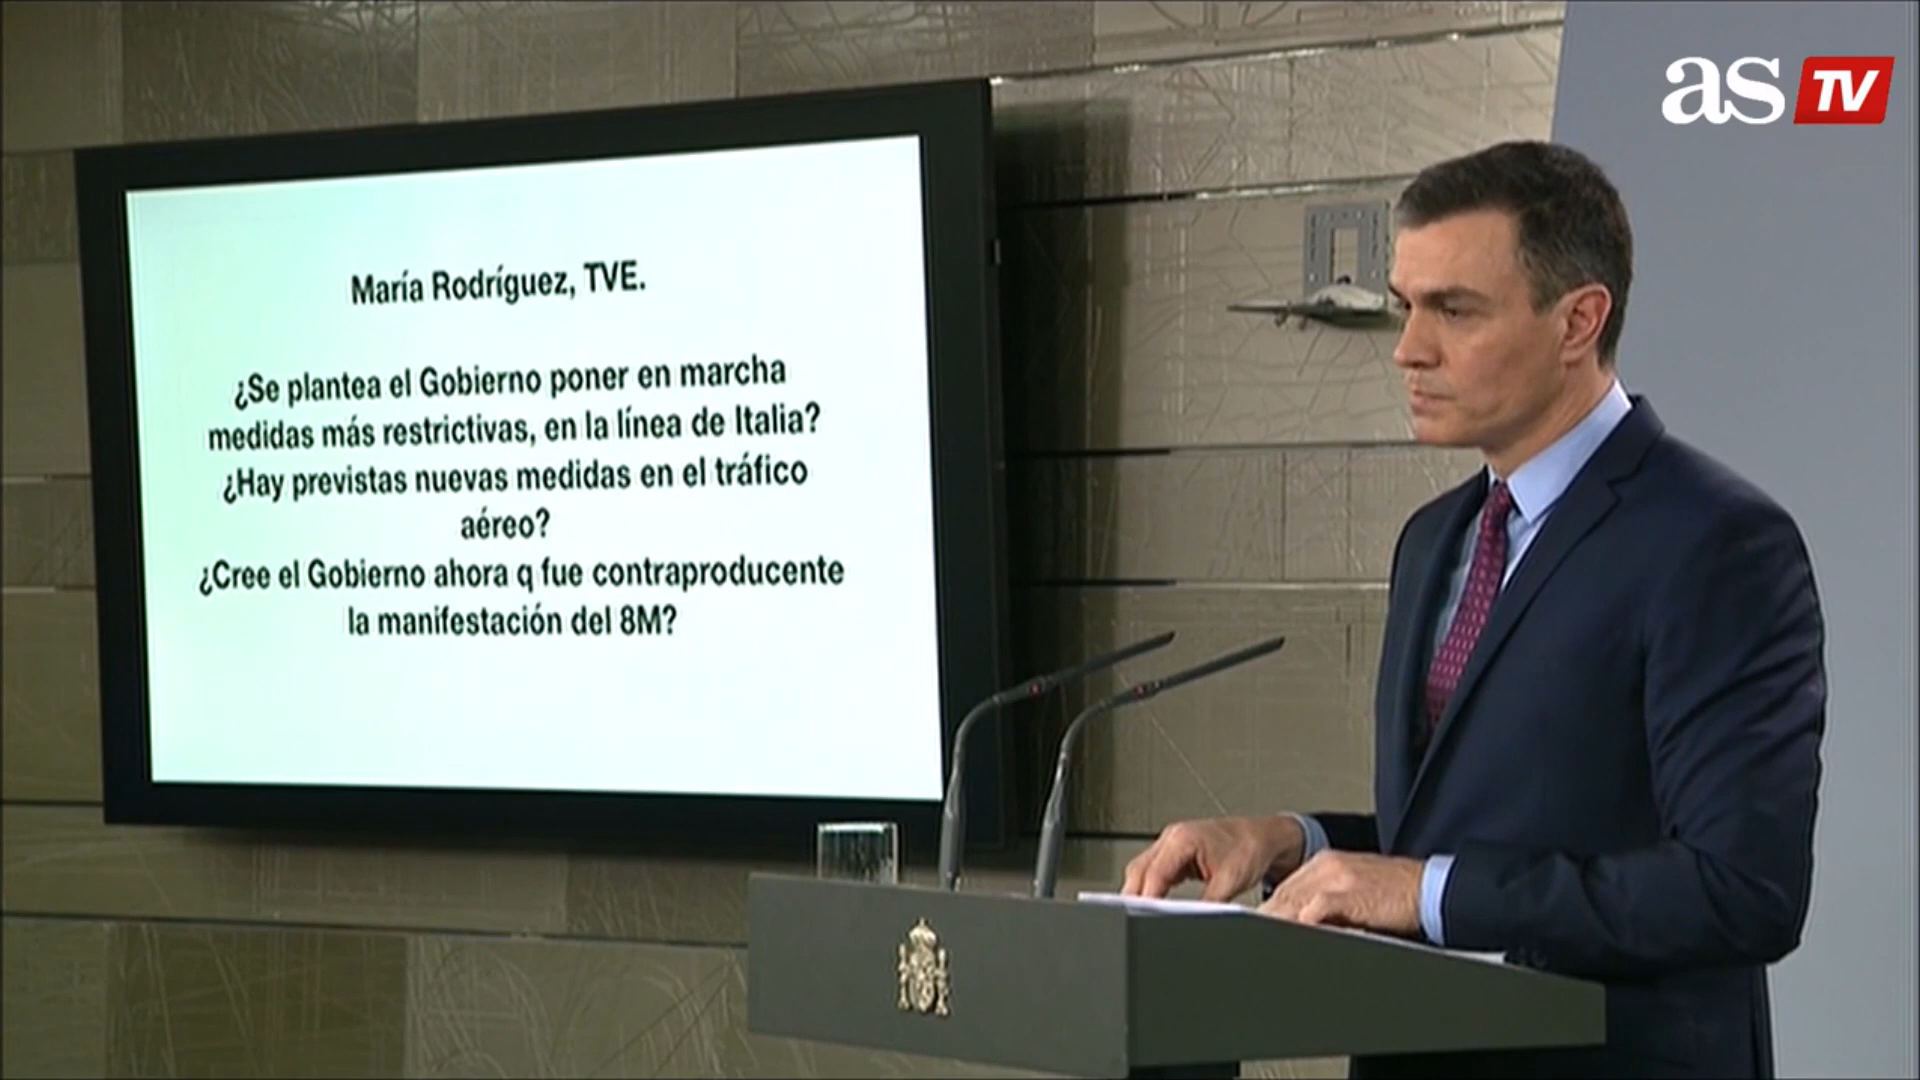 as TV
María Rodríguez, TVE.
¿Se plantea el Gobierno poner en marcha
medidas más restrictivas, en la línea de Italia?
¿Hay previstas nuevas medidas en el tráfico
aéreo?
¿Cree el Gobierno ahora q fue contraproducente
la manifestación del 8M?